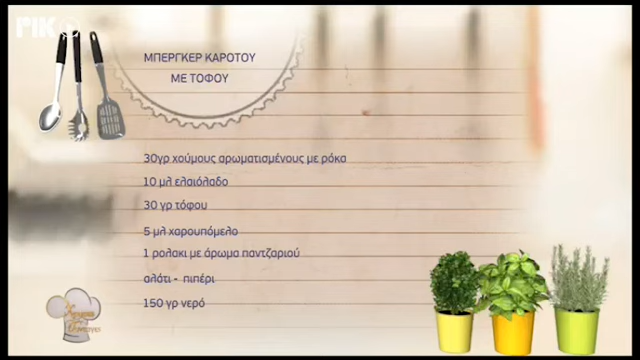 ΡΙΚ
ΜΠΕΡΓΚΕΡ ΚΑΡΟΤΟΥ
ΜΕ ΤΟΦΟΥ
30γρ χούμους αρωματισμένους με ρόκα
10 μλ ελαιόλαδο
30 γρ τόφου
5 μλ χαρουπόμελο
1 ρολακι με άρωμα παντζαριού
αλάτι - πιπέρι
150 γρ νερό